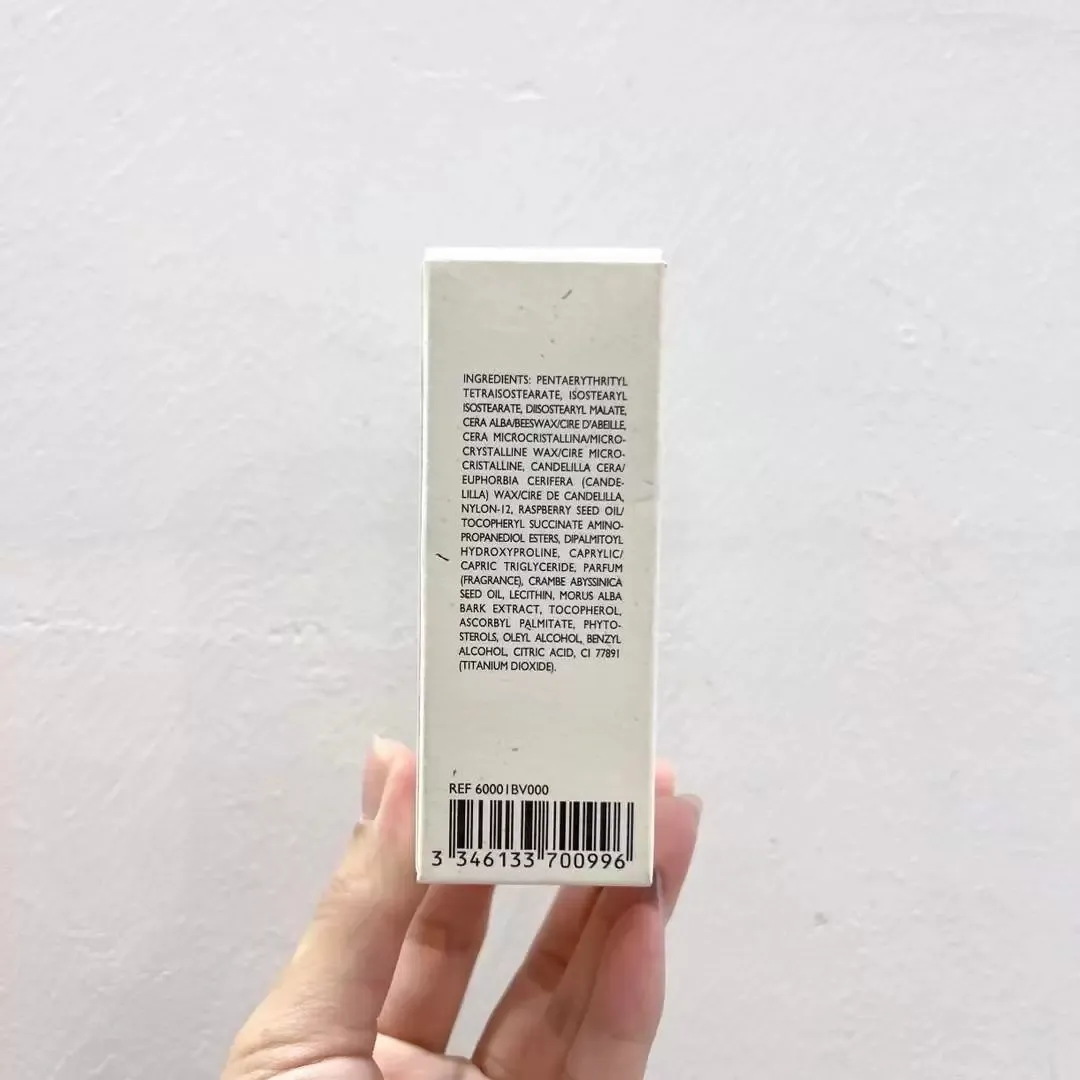 INGREDIENTS: PENTAERYTHRITYL
TETRAISOSTEARATE, ISOSTEARYL
ISOSTEARATE, DIISOSTEARYL MALATE,
CERA ALBA/BEESWAX/CIRE D'ABEILLE,
CERA MICROCRISTALLINA/MICRO-
CRYSTALLINE WAX/CIRE MICRO-
CRISTALLINE, CANDELILLA CERA/
EUPHORBIA CERIFERA (CANDE-
LILLA) WAX/CIRE DE CANDELILLA,
NYLON-12, RASPBERRY SEED OIL/
TOCOPHERYL SUCCINATE AMINO-
PROPANEDIOL ESTERS, DIPALMITOYL
HYDROXYPROLINE, CAPRYLIC/
CAPRIC TRIGLYCERIDE, PARFUM
(FRAGRANCE), CRAMBE ABYSSINICA
SEED OIL, LECITHIN, MORUS ALBA
BARK EXTRACT, TOCOPHEROL,
ASCORBYL PALMITATE, PHYTO-
STEROLS, OLEYL ALCOHOL, BENZYL
ALCOHOL, CITRIC ACID, CI 77891
(TITANIUM DIOXIDE).
REF 60001BV000
3 346133 700996